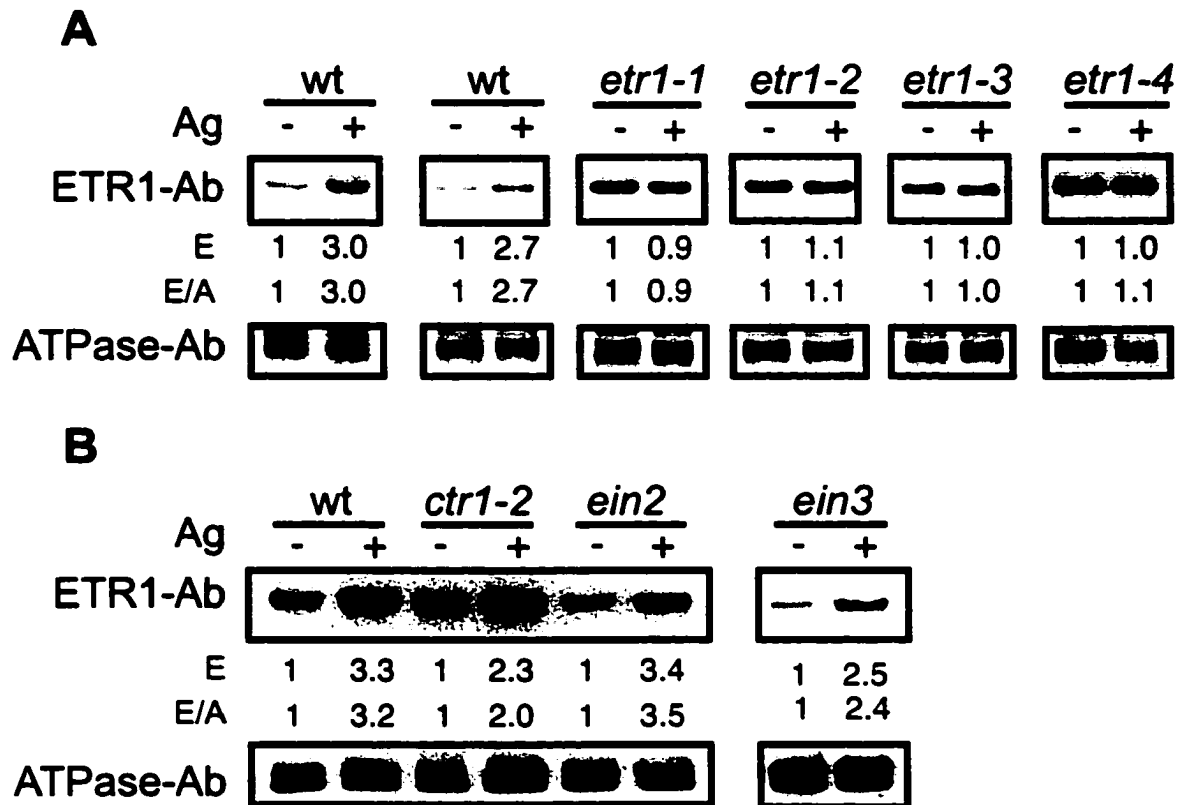 A
wt wt etr1-1 etr1-2 etr1-3 etr1-4
Ag - + - + - + - + - + - +
ETR1-Ab
E 1 3.0 1 2.7 1 0.9 1 1.1 1 1.0 1 1.0
E/A 1 3.0 1 2.7 1 0.9 1 1.1 1 1.0 1 1.1
ATPase-Ab
B
wt ctr1-2 ein2 ein3
Ag - + - + - + - +
ETR1-Ab
E 1 3.3 1 2.3 1 3.4 1 2.5
E/A 1 3.2 1 2.0 1 3.5 1 2.4
ATPase-Ab